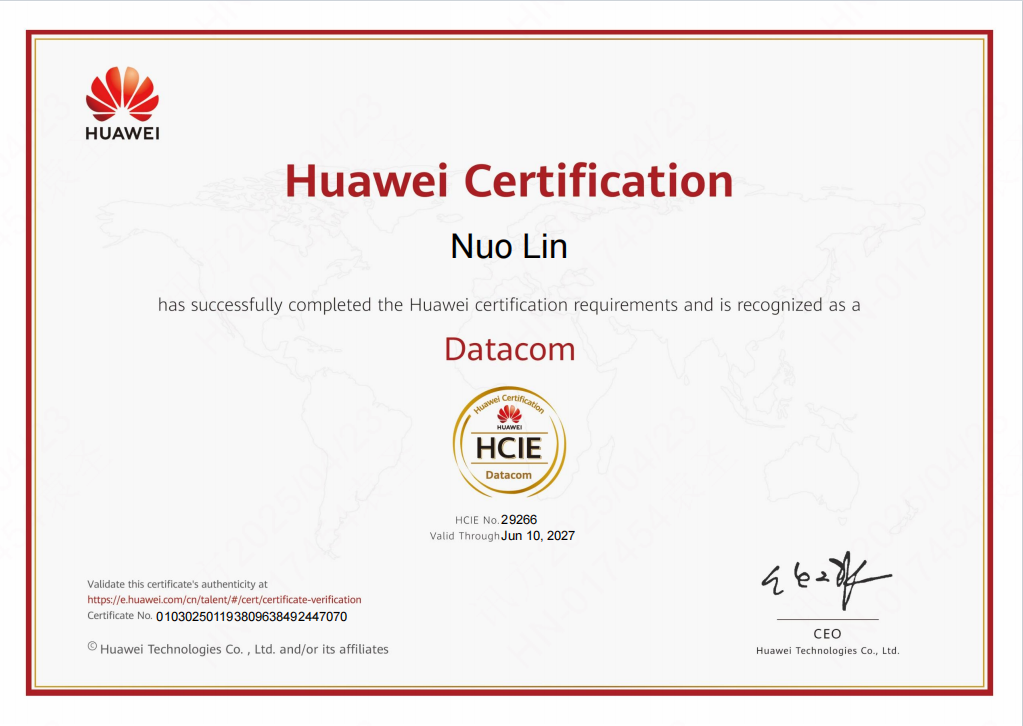 HUAWEI
Huawei Certification
Nuo Lin
has successfully completed the Huawei certification requirements and is recognized as a
Datacom
Huawei Certification
HUAWEI
HCIE
Datacom
HCIE No.29266
Valid Through Jun 10, 2027
Validate this certificate's authenticity at
https://e.huawei.com/cn/talent/#/cert/certificate-verification
Certificate No. 010302501193809638492447070
© Huawei Technologies Co. , Ltd. and/or its affiliates
CEO
Huawei Technologies Co., Ltd.